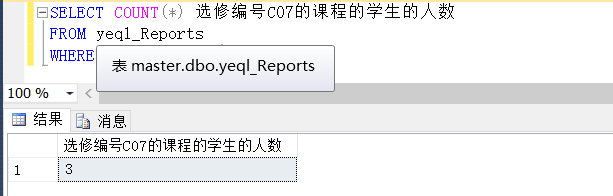 SELECT COUNT(*) 选修编号C07的课程的学生的人数
FROM yeql_Reports
WHERE
表 master.dbo.yeql_Reports
100 %
结果 消息
选修编号C07的课程的学生的人数
1 3